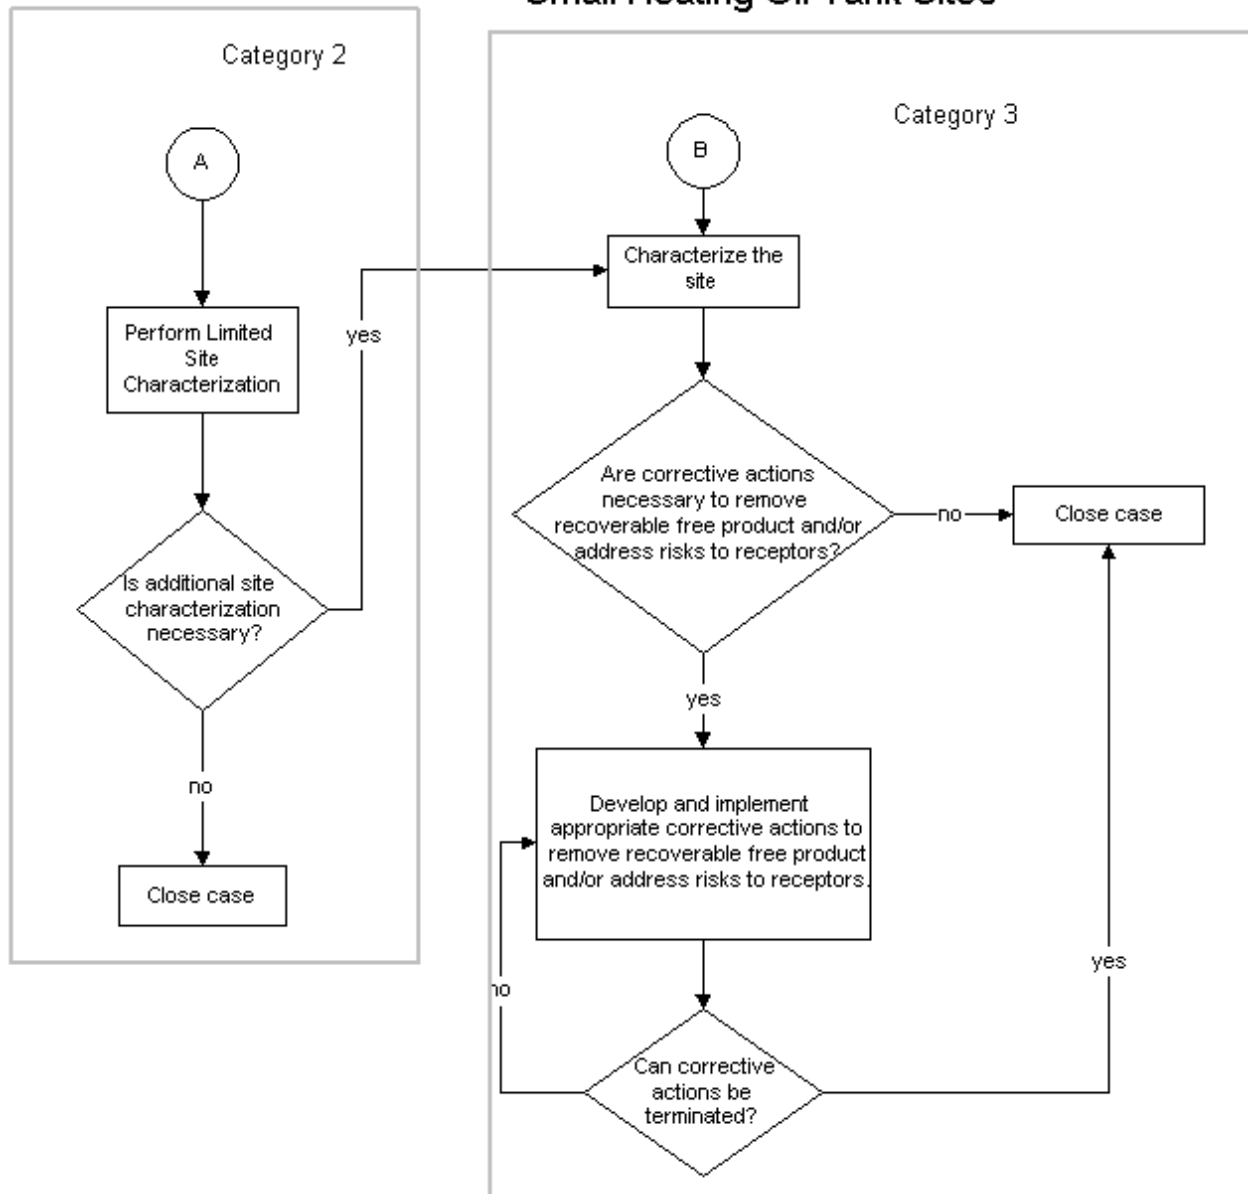 Small Heating Oil Tank Sites
Category 2
A
Perform Limited
Site
Characterization
Is additional site
characterization
necessary?
yes
no
Close case
Category 3
B
Characterize the
site
Are corrective actions
necessary to remove
recoverable free product and/or
address risks to receptors?
no
Close case
yes
Develop and implement
appropriate corrective actions to
remove recoverable free product
and/or address risks to receptors.
no
Can corrective
actions be
terminated?
yes